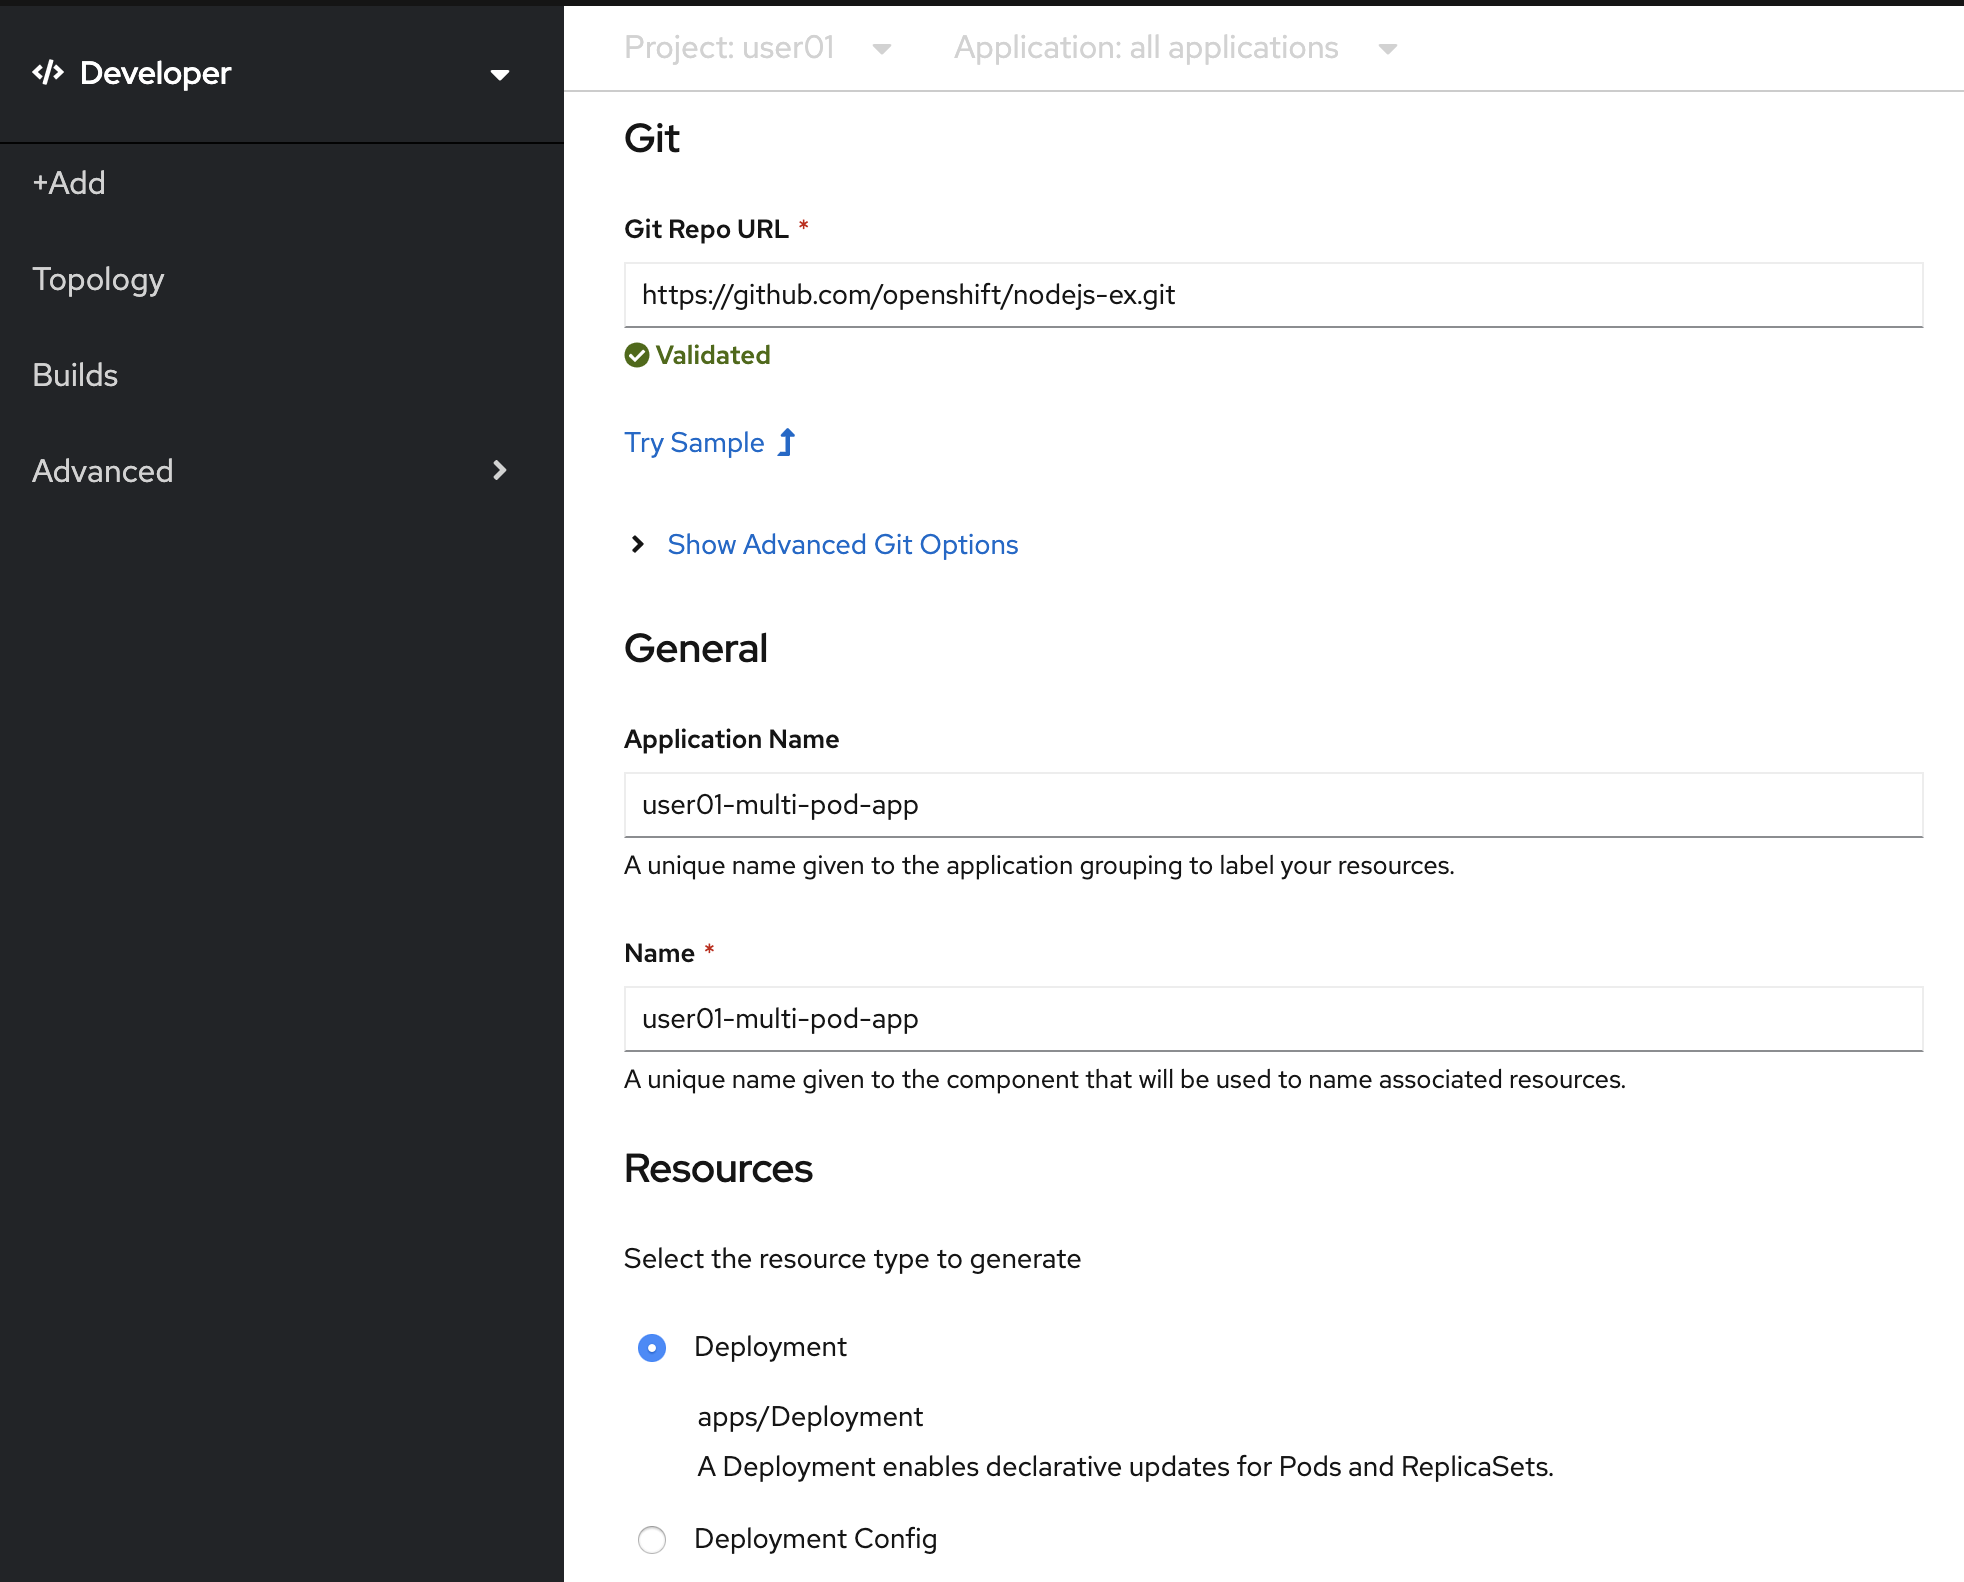 Developer
+Add
Topology
Builds
Advanced
Project: user01 Application: all applications
Git
Git Repo URL *
https://github.com/openshift/nodejs-ex.git
Validated
Try Sample
Show Advanced Git Options
General
Application Name
user01-multi-pod-app
A unique name given to the application grouping to label your resources.
Name *
user01-multi-pod-app
A unique name given to the component that will be used to name associated resources.
Resources
Select the resource type to generate
Deployment
apps/Deployment
A Deployment enables declarative updates for Pods and ReplicaSets.
Deployment Config